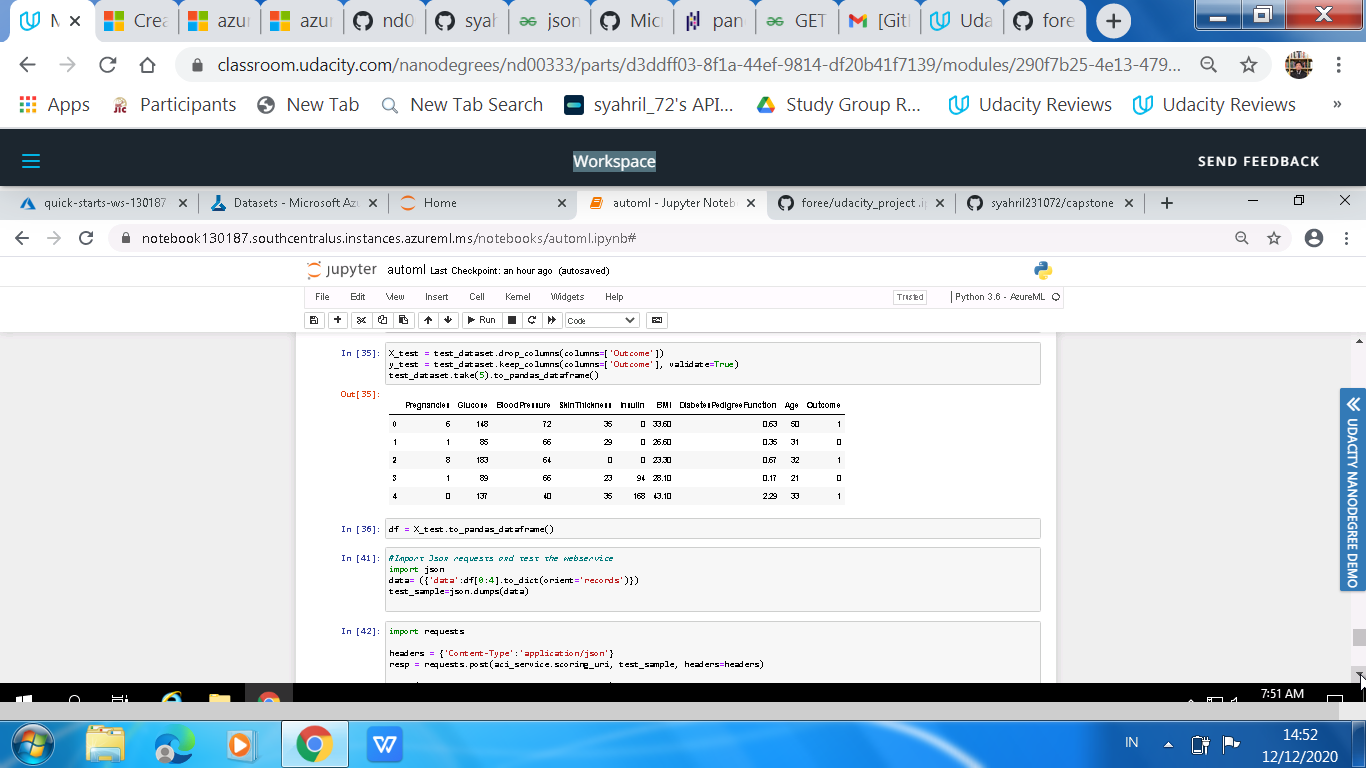 M
Crea
azur
azur
nd0
syah
json
Micr
pan
GET
[Gitl
Uda
fore
classroom.udacity.com/nanodegrees/nd00333/parts/d3ddff03-8f1a-44ef-9814-df20b41f7139/modules/290f7b25-4e13-479...
Apps
Participants
New Tab
New Tab Search
syahril_72's API...
Study Group R...
Udacity Reviews
Udacity Reviews
»
Workspace
SEND FEEDBACK
quick-starts-ws-130187
Datasets - Microsoft Azu
Home
automl - Jupyter Noteb
foree/udacity_project .ip
syahril231072/capstone
notebook130187.southcentralus.instances.azureml.ms/notebooks/automl.ipynb#
jupyter automl Last Checkpoint: an hour ago (autosaved)
File Edit View Insert Cell Kernel Widgets Help
Trusted
Python 3.6 - AzureML
Run
Code
In [35]:
X_test = test_dataset.drop_columns(columns=['Outcome'])
y_test = test_dataset.keep_columns(columns=['Outcome'], validate=True)
test_dataset.take(5).to_pandas_dataframe()
Out[35]:
Pregnancies Glucose BloodPressure SkinThickness Insulin BMI DiabetesPedigreeFunction Age Outcome
0 6 148 72 35 0 33.60 0.63 50 1
1 1 85 66 29 0 26.60 0.35 31 0
2 8 183 64 0 0 23.30 0.67 32 1
3 1 89 66 23 94 28.10 0.17 21 0
4 0 137 40 35 168 43.10 2.29 33 1
In [36]:
df = X_test.to_pandas_dataframe()
In [41]:
#Import Json requests and test the webservice
import json
data= ({'data':df[0:4].to_dict(orient='records')})
test_sample=json.dumps(data)
In [42]:
import requests
headers = {'Content-Type':'application/json'}
resp = requests.post(aci_service.scoring_uri, test_sample, headers=headers)
UDACITY NANODEGREE DEMO
7:51 AM
IN
14:52
12/12/2020